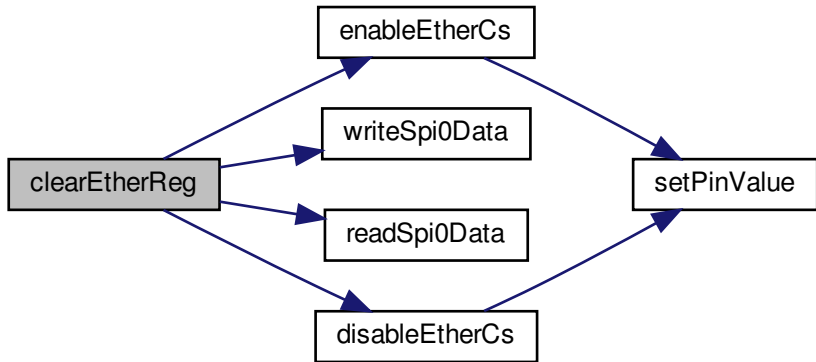 enableEtherCs
writeSpi0Data
clearEtherReg
setPinValue
readSpi0Data
disableEtherCs